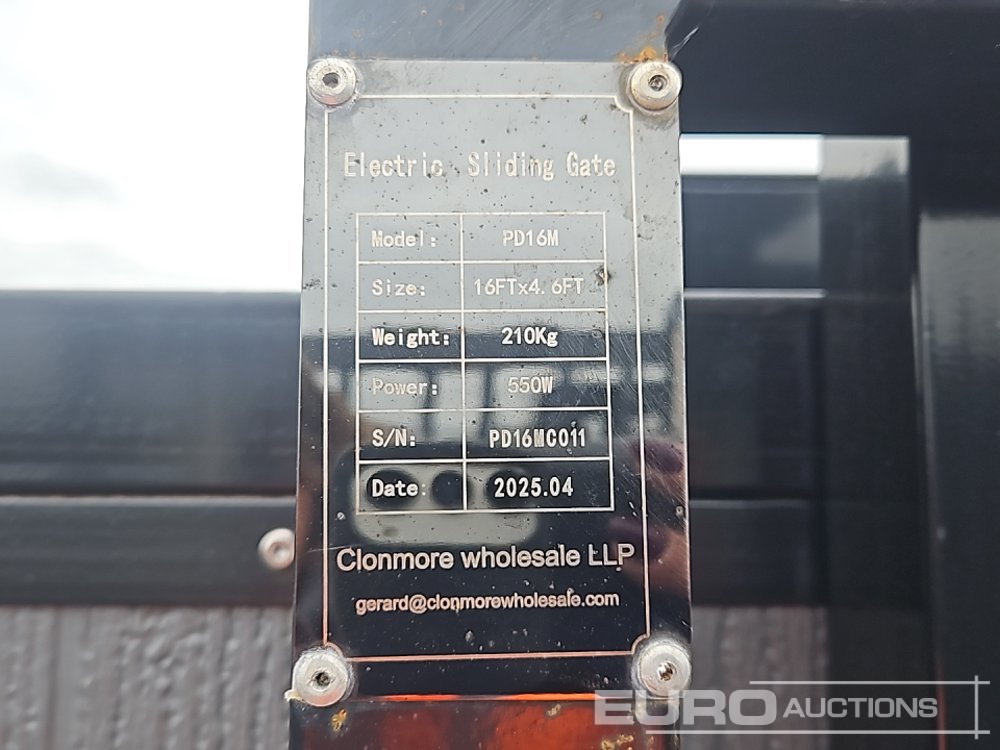 Electric Sliding Gate
Model: PD16M
Size: 16FTx4.6FT
Weight: 210Kg
Power: 550W
S/N: PD16MC011
Date: 2025.04
Clonmore wholesale LLP
gerard@clonmorewholesale.com
EURO AUCTIONS